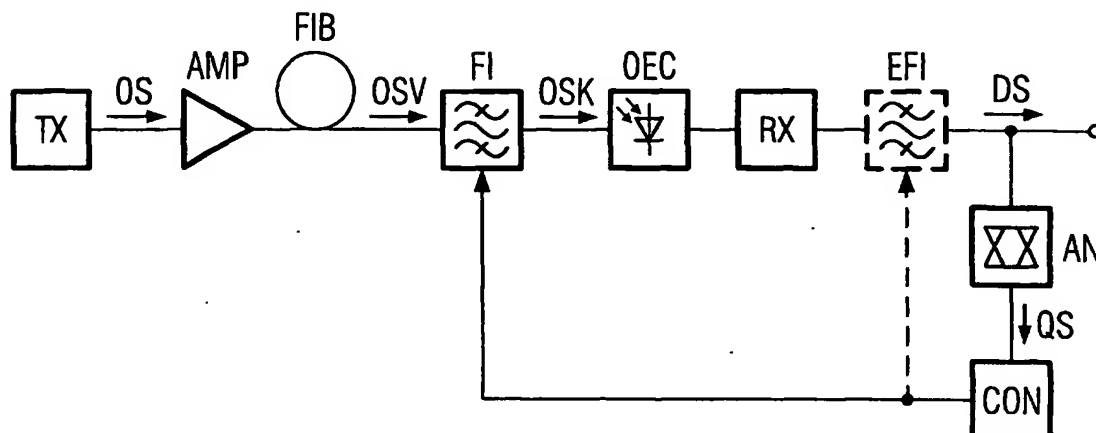 FIB
AMP
FI
OEC
EFI
DS
OS
OSV
OSK
TX
RX
AN
QS
CON